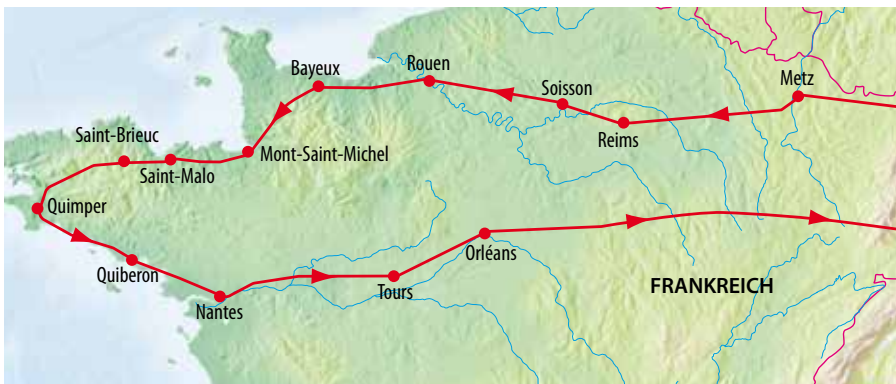 Metz
Rouen
Bayeux
Soisson
Reims
Saint-Brieuc
Mont-Saint-Michel
Saint-Malo
Quimper
Orléans
Quiberon
Tours
FRANKREICH
Nantes